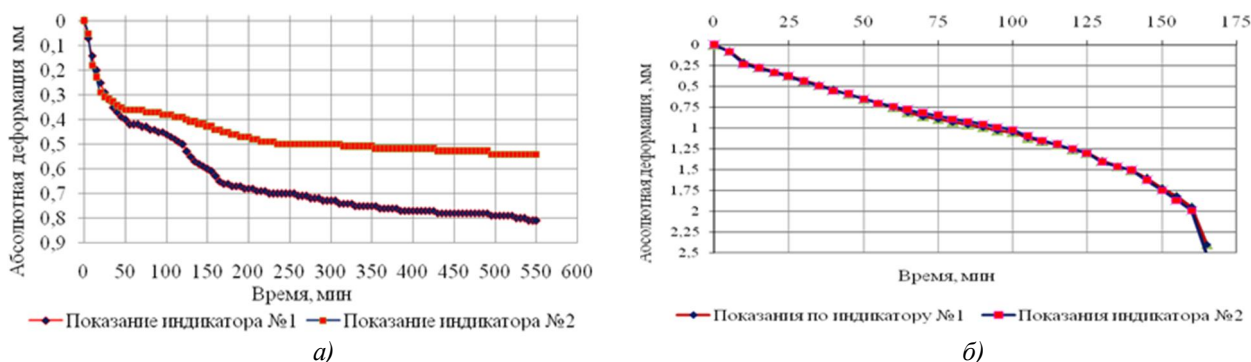 Абсолютная деформация мм
0
0,1
0,2
0,3
0,4
0,5
0,6
0,7
0,8
0,9
0 50 100 150 200 250 300 350 400 450 500 550 600
Время, мин
Показание индикатора №1 Показание индикатора №2
а)
0 25 50 75 100 125 150 175
Абсолютная деформация , мм
0
0,25
0,5
0,75
1
1,25
1,5
1,75
2
2,25
2,5
Время, мин
Показания по индикатору №1 Показания индикатора №2
б)